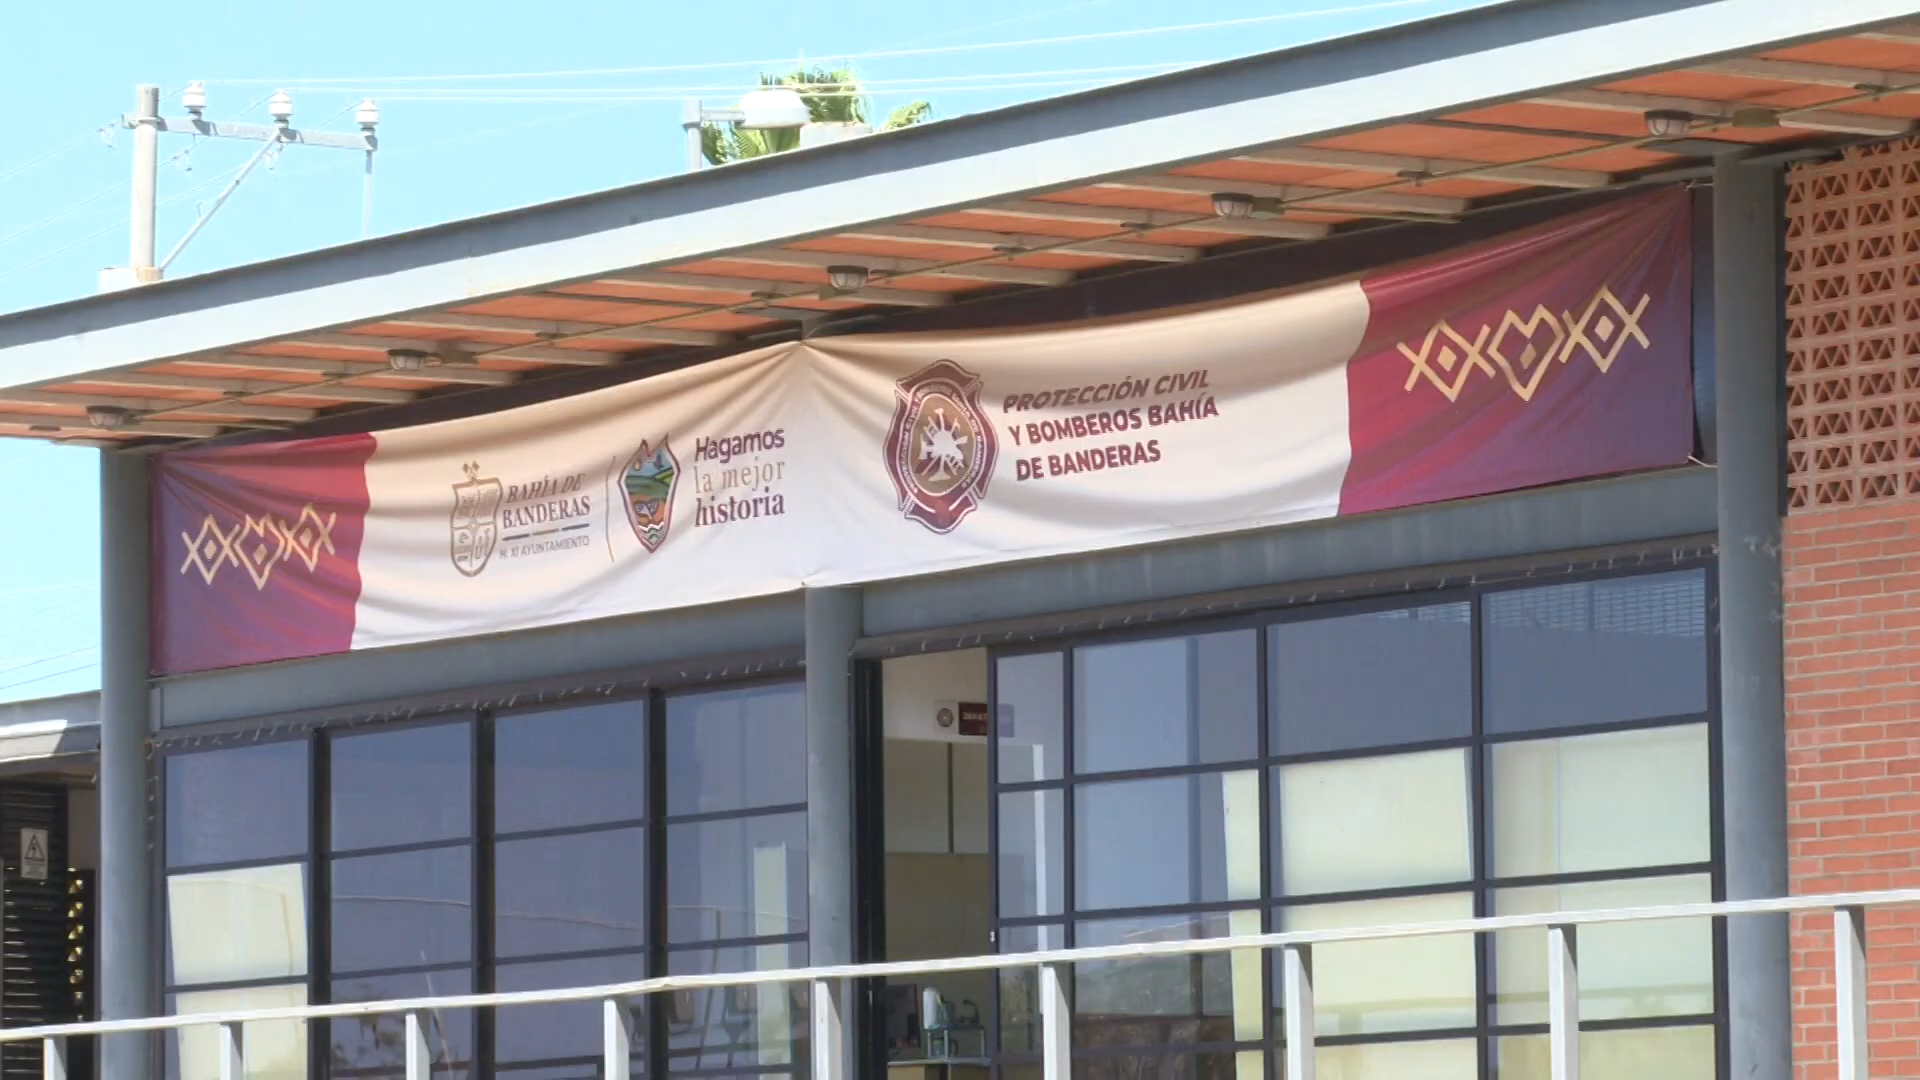 BAHÍA DE
BANDERAS
H. XI AYUNTAMIENTO
Hagamos
la mejor
historia
PROTECCIÓN CIVIL
Y BOMBEROS BAHÍA
DE BANDERAS